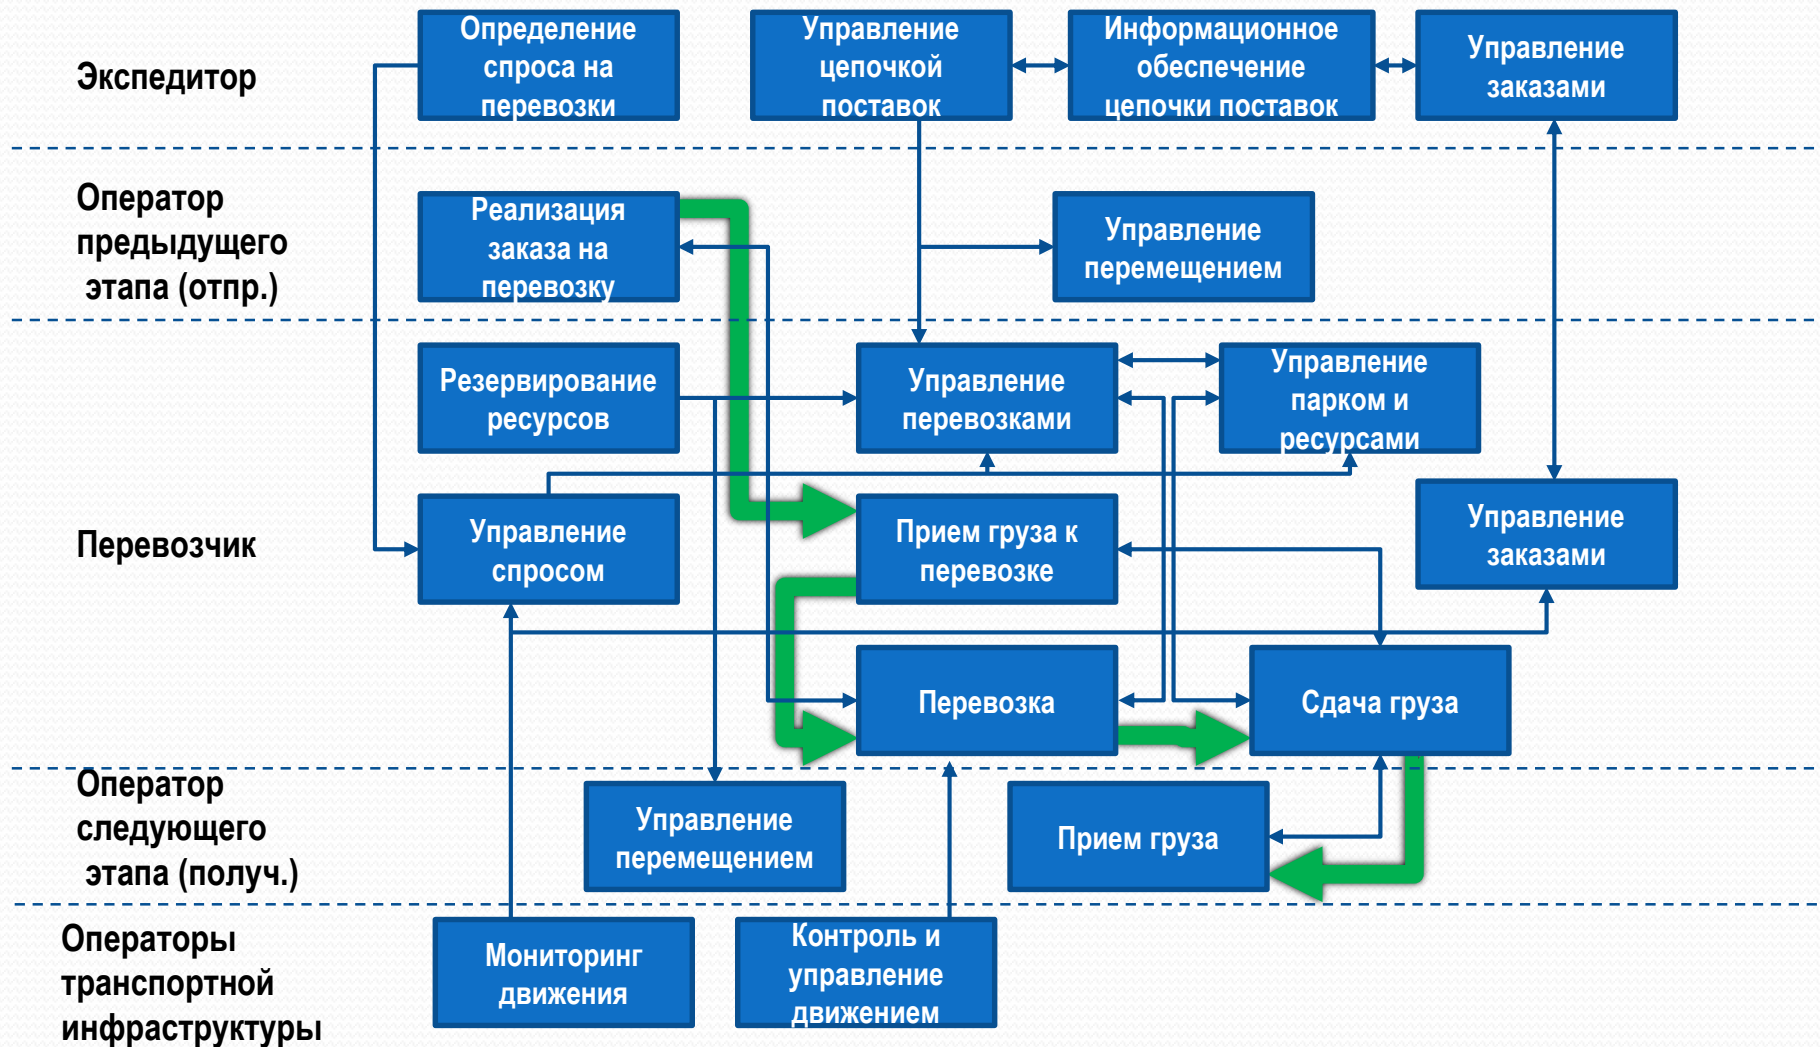 Экспедитор
Определение
спроса на
перевозки
Управление
цепочкой
поставок
Информационное
обеспечение
цепочки поставок
Управление
заказами
Оператор
предыдущего
этапа (отпр.)
Реализация
заказа на
перевозку
Управление
перемещением
Перевозчик
Резервирование
ресурсов
Управление
перевозками
Управление
парком и
ресурсами
Управление
спросом
Прием груза к
перевозке
Управление
заказами
Перевозка
Сдача груза
Оператор
следующего
этапа (получ.)
Управление
перемещением
Прием груза
Операторы
транспортной
инфраструктуры
Мониторинг
движения
Контроль и
управление
движением